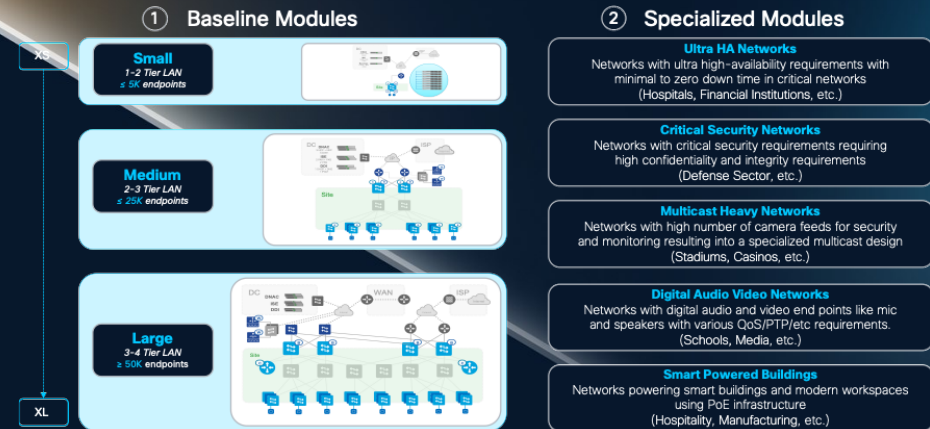 1 Baseline Modules
2 Specialized Modules
XS
Small
1-2 Tier LAN
≤ 5K endpoints
Ultra HA Networks
Networks with ultra high-availability requirements with
minimal to zero down time in critical networks
(Hospitals, Financial Institutions, etc.)
Medium
2-3 Tier LAN
≤ 25K endpoints
DC
ISP
Site
Critical Security Networks
Networks with critical security requirements requiring
high confidentiality and integrity requirements
(Defense Sector, etc.)
Multicast Heavy Networks
Networks with high number of camera feeds for security
and monitoring resulting into a specialized multicast design
(Stadiums, Casinos, etc.)
Large
3-4 Tier LAN
≥ 50K endpoints
DC
DNAC
ISE
DDI
WAN
ISP
Site
Digital Audio Video Networks
Networks with digital audio and video end points like mic
and speakers with various QoS/PTP/etc requirements.
(Schools, Media, etc.)
Smart Powered Buildings
Networks powering smart buildings and modern workspaces
using PoE infrastructure
(Hospitality, Manufacturing, etc.)
XL